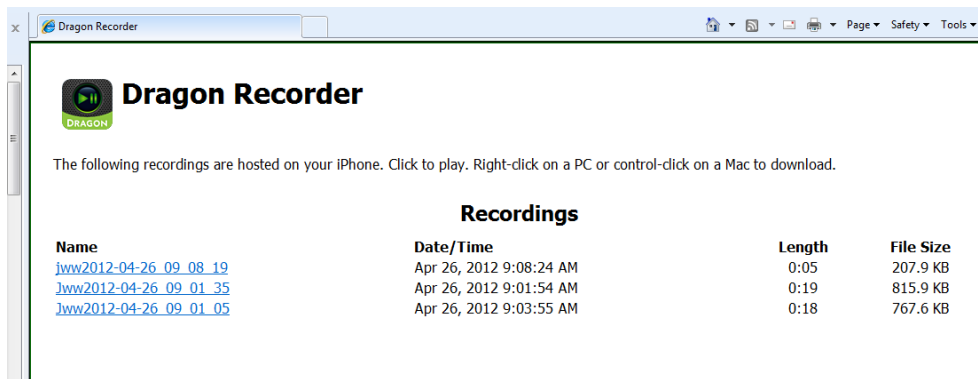 x Dragon Recorder Page Safety Tools
DRAGON
Dragon Recorder
The following recordings are hosted on your iPhone. Click to play. Right-click on a PC or control-click on a Mac to download.
Recordings
Name Date/Time Length File Size
jww2012-04-26_09_08_19 Apr 26, 2012 9:08:24 AM 0:05 207.9 KB
Jww2012-04-26_09_01_35 Apr 26, 2012 9:01:54 AM 0:19 815.9 KB
Jww2012-04-26_09_01_05 Apr 26, 2012 9:03:55 AM 0:18 767.6 KB